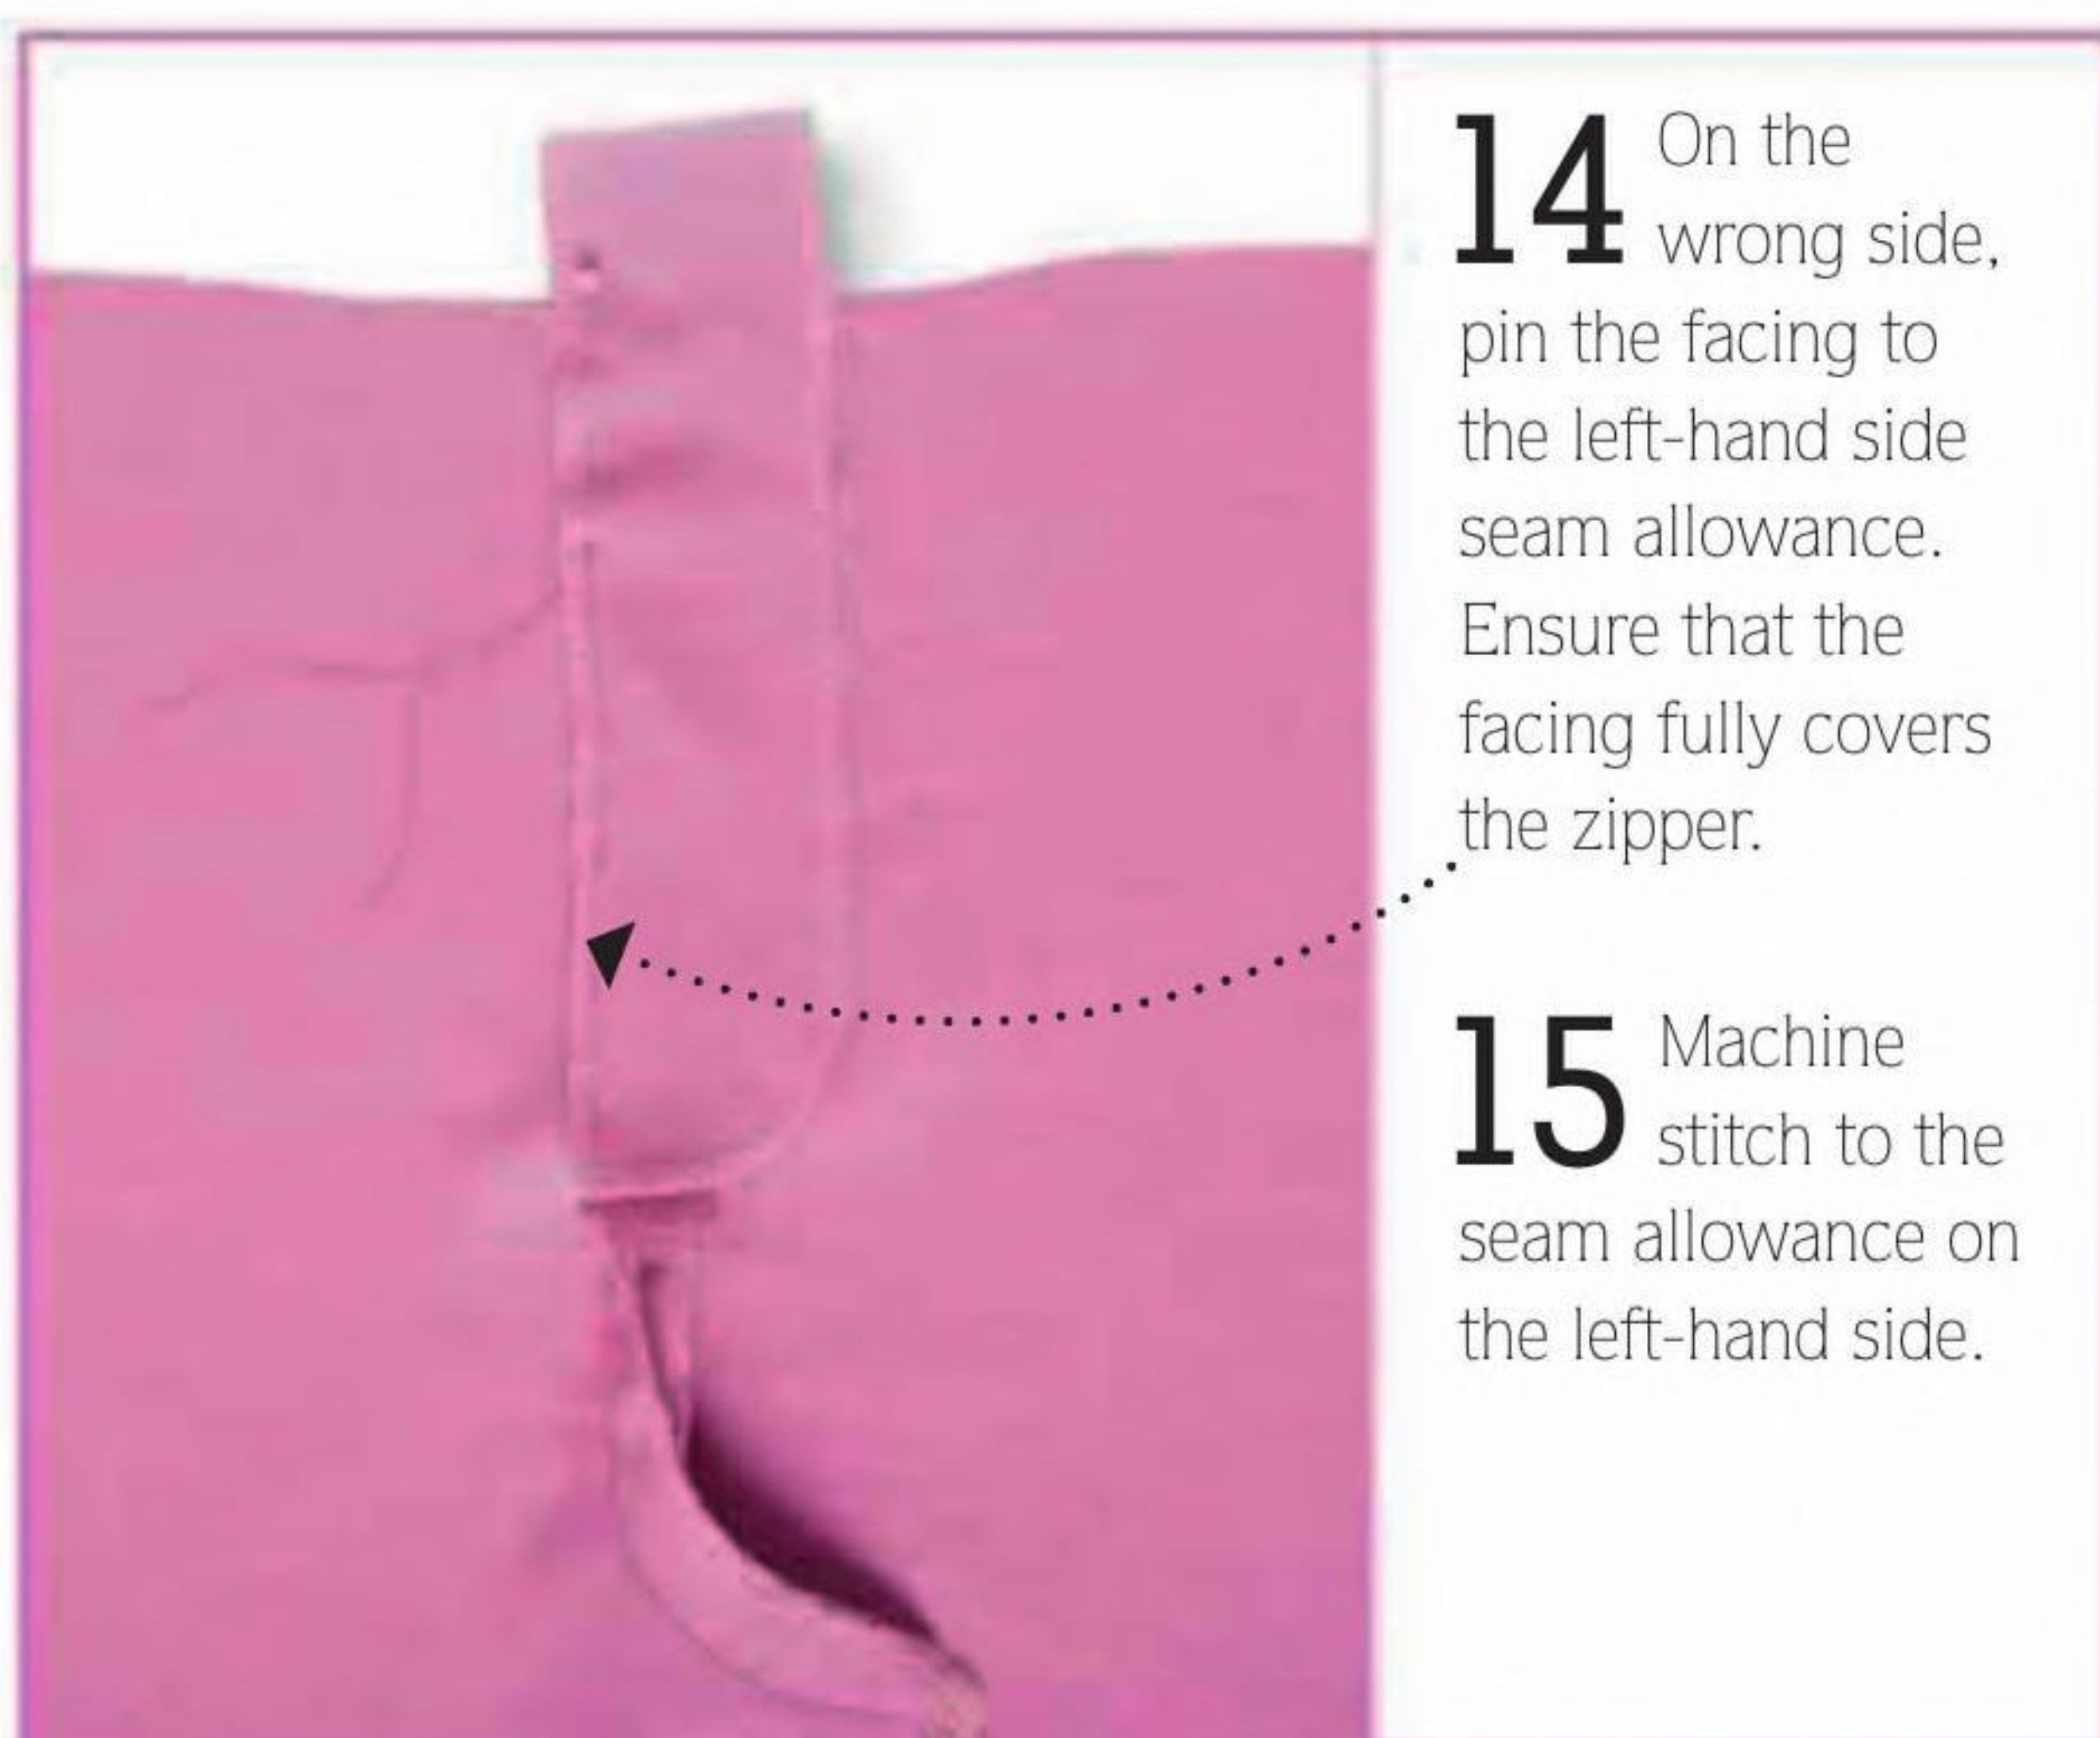 14 On the
wrong side,
pin the facing to
the left-hand side
seam allowance.
Ensure that the
facing fully covers
the zipper.
15 Machine
stitch to the
seam allowance on
the left-hand side.